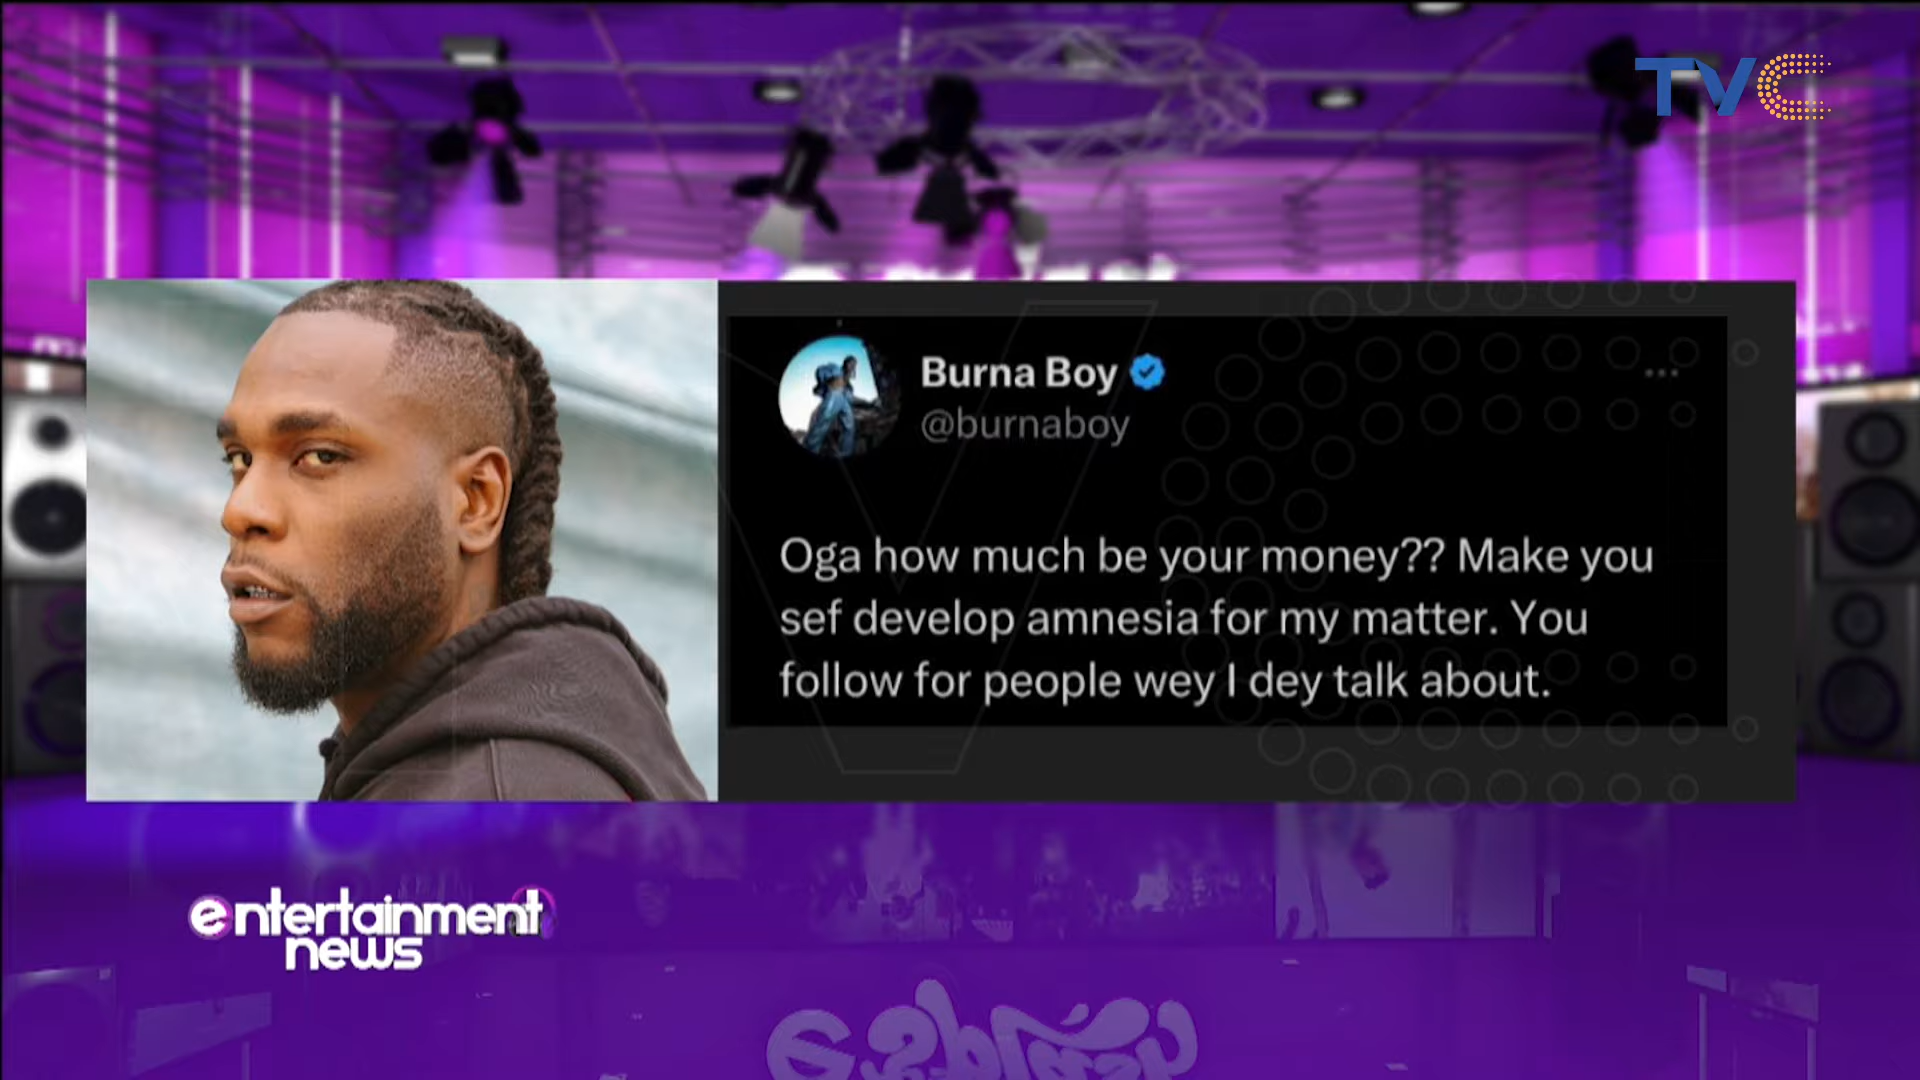 TVC
Burna Boy
@burnaboy
Oga how much be your money?? Make you
sef develop amnesia for my matter. You
follow for people wey I dey talk about.
entertainment
news